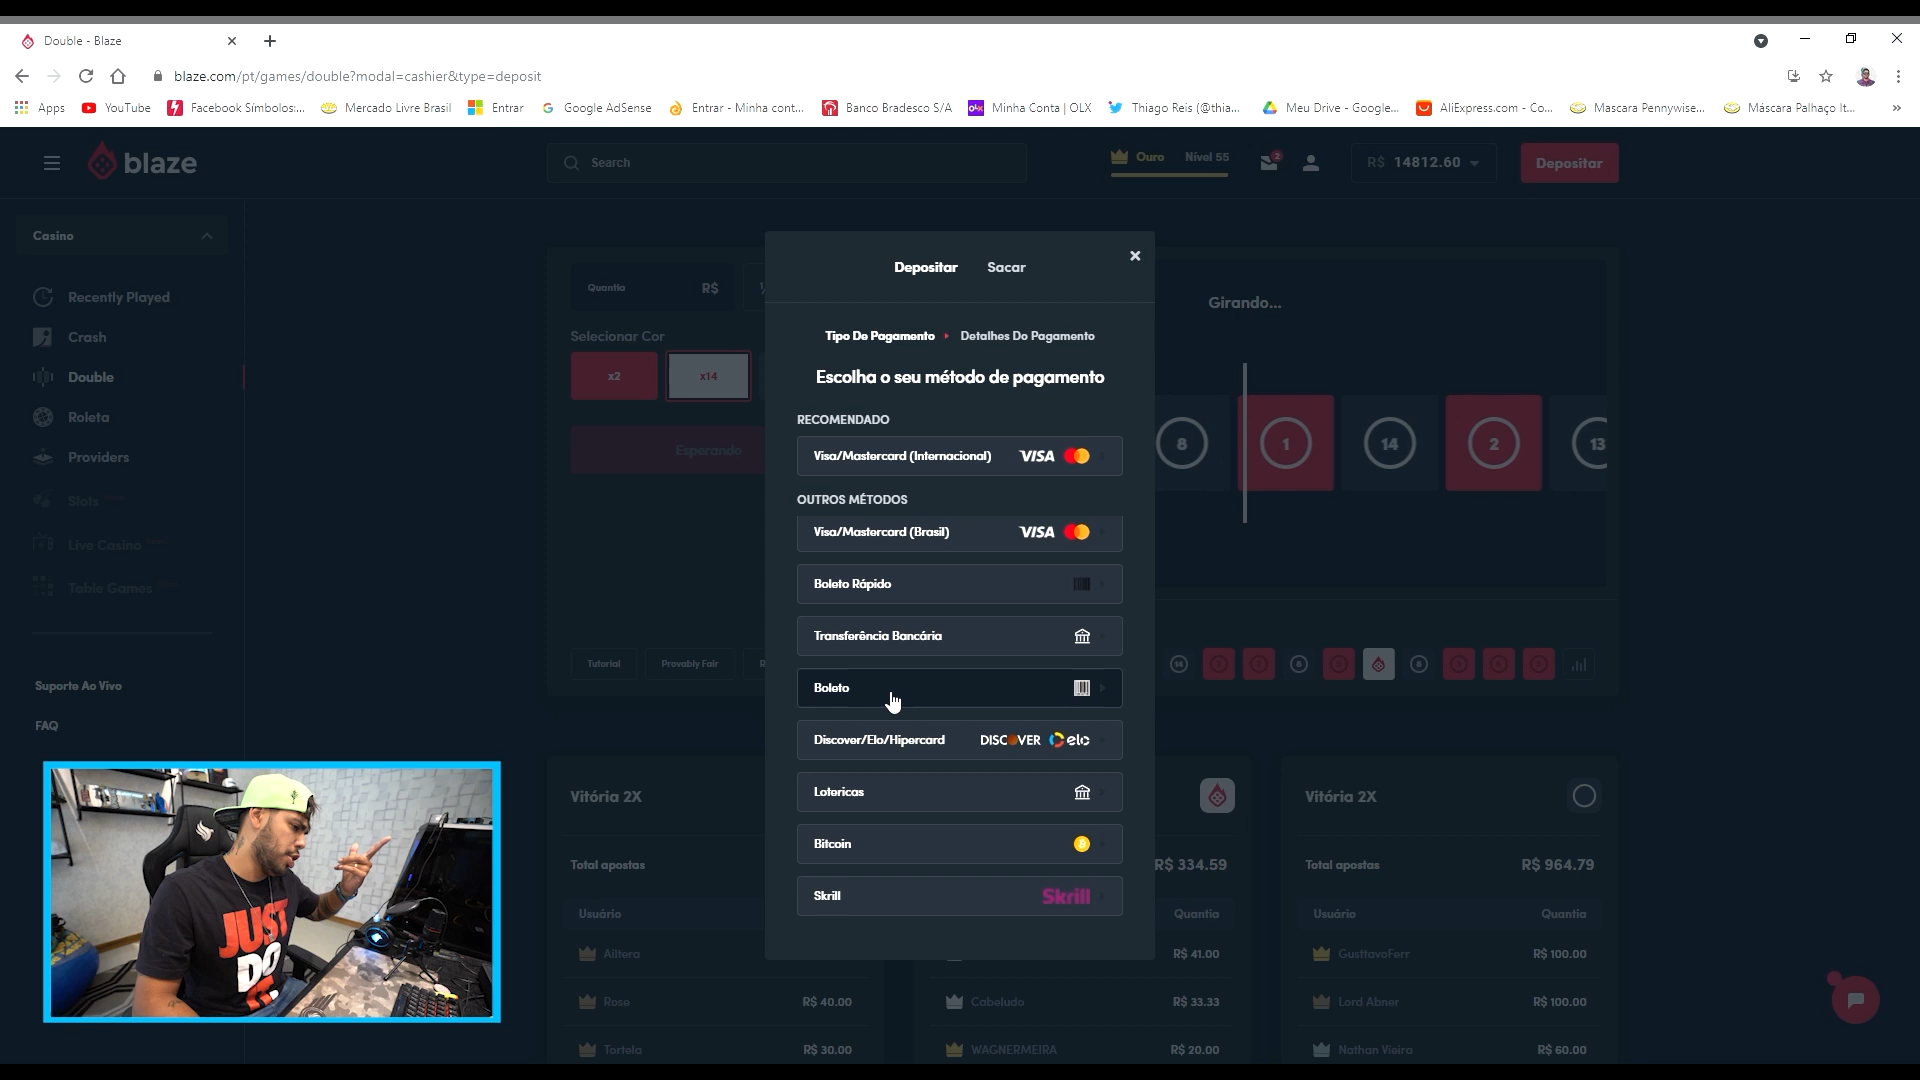 Double - Blaze
blaze.com/pt/games/double?modal=cashier&type=deposit
Apps YouTube Facebook Símbolos:... Mercado Livre Brasil Entrar Google AdSense Entrar - Minha cont... Banco Bradesco S/A Minha Conta | OLX Thiago Reis (@thia... Meu Drive - Google... AliExpress.com - Co... Mascara Pennywise... Máscara Palhaço It...
blaze
Search
Ouro Nível 55
2
R$ 14812.60
Depositar
Casino
Recently Played
Crash
Double
Roleta
Providers
Slots
Live Casino
Table Games
Suporte Ao Vivo
FAQ
Quantia R$
Selecionar Cor
x2 x14
Esperando
Tutorial Provably Fair
Depositar Sacar
Tipo De Pagamento Detalhes Do Pagamento
Escolha o seu método de pagamento
RECOMENDADO
Visa/Mastercard (Internacional) VISA
OUTROS MÉTODOS
Visa/Mastercard (Brasil) VISA
Boleto Rápido
Transferência Bancária
Boleto
Discover/Elo/Hipercard DISCOVER elo
Lotericas
Bitcoin
Skrill Skrill
Girando...
8 1 14 2 13
JUST
DO
IT.
Vitória 2X
Total apostas
Usuário
Ailtera
Rose R$ 40.00
Tortela R$ 30.00
R$ 334.59
Quantia
R$ 41.00
Cabeludo R$ 33.33
WAGNERMEIRA R$ 20.00
Vitória 2X
Total apostas R$ 964.79
Usuário Quantia
GusttavoFerr R$ 100.00
Lord Abner R$ 100.00
Nathan Vieira R$ 60.00